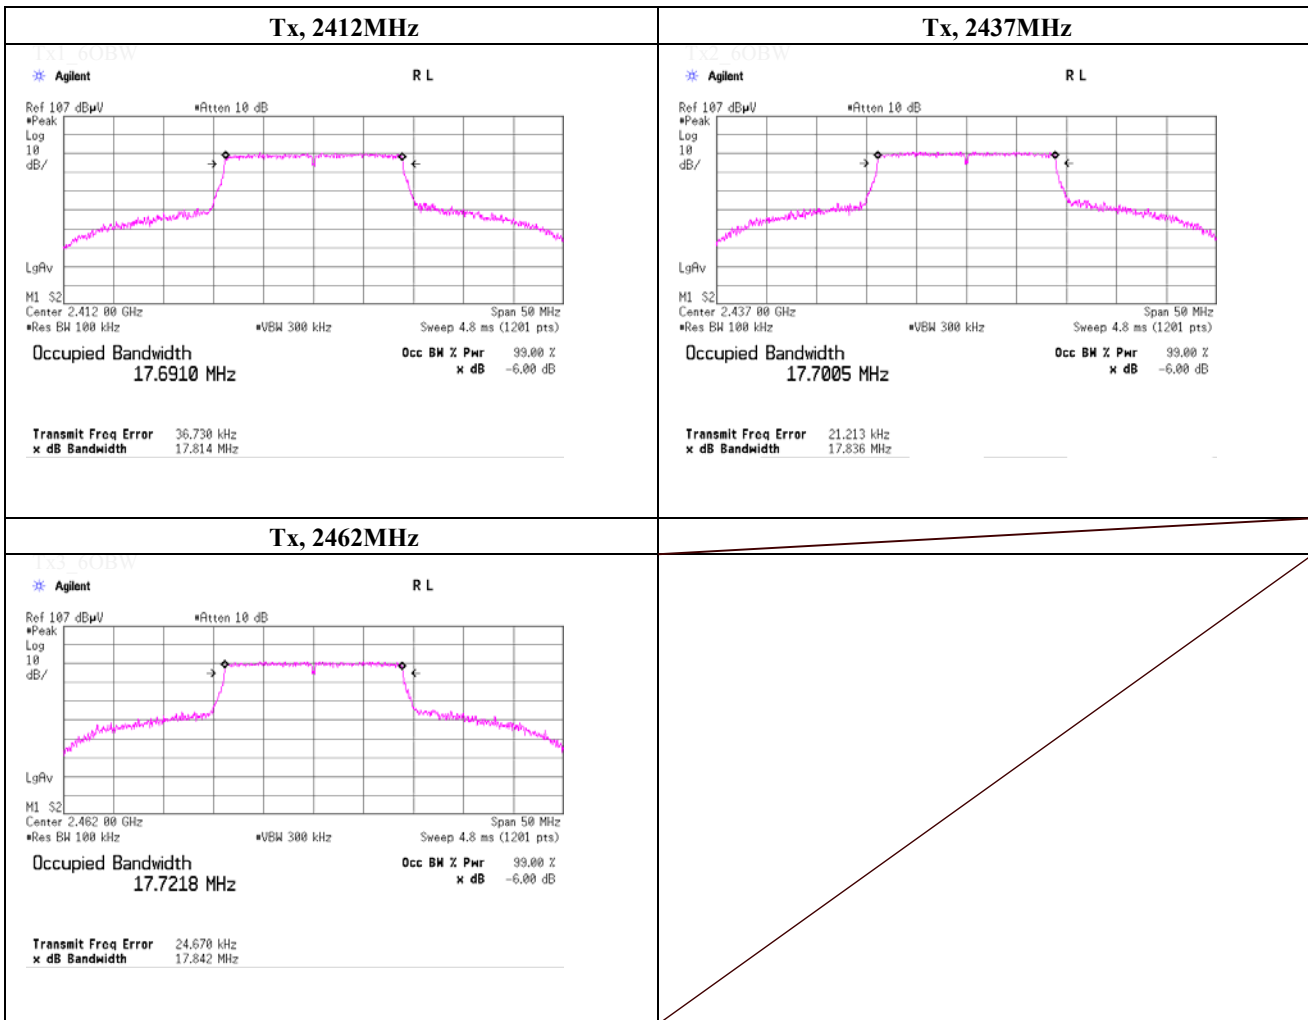 Tx, 2412MHz
Tx1_6OBW
Agilent
R L
Ref 107 dBµV
#Atten 10 dB
#Peak
Log
10
dB/
LgAv
M1 S2
Center 2.412 00 GHz
Span 50 MHz
#Res BW 100 kHz
#VBW 300 kHz
Sweep 4.8 ms (1201 pts)
Occupied Bandwidth
17.6910 MHz
Occ BW % Pwr 99.00 %
x dB -6.00 dB
Transmit Freq Error 36.730 kHz
x dB Bandwidth 17.814 MHz
Tx, 2437MHz
Tx2_6OBW
Agilent
R L
Ref 107 dBµV
#Atten 10 dB
#Peak
Log
10
dB/
LgAv
M1 S2
Center 2.437 00 GHz
Span 50 MHz
#Res BW 100 kHz
#VBW 300 kHz
Sweep 4.8 ms (1201 pts)
Occupied Bandwidth
17.7005 MHz
Occ BW % Pwr 99.00 %
x dB -6.00 dB
Transmit Freq Error 21.213 kHz
x dB Bandwidth 17.836 MHz
Tx, 2462MHz
Tx3_6OBW
Agilent
R L
Ref 107 dBµV
#Atten 10 dB
#Peak
Log
10
dB/
LgAv
M1 S2
Center 2.462 00 GHz
Span 50 MHz
#Res BW 100 kHz
#VBW 300 kHz
Sweep 4.8 ms (1201 pts)
Occupied Bandwidth
17.7218 MHz
Occ BW % Pwr 99.00 %
x dB -6.00 dB
Transmit Freq Error 24.670 kHz
x dB Bandwidth 17.842 MHz